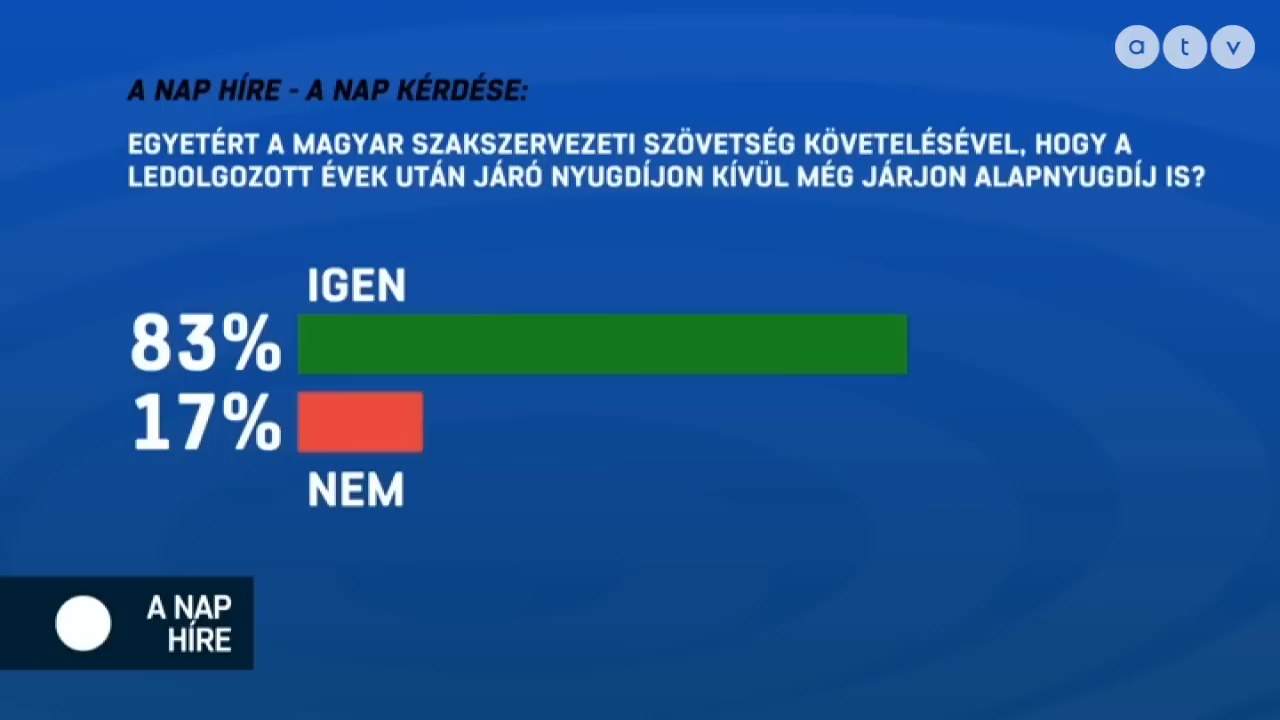 atv
A NAP HÍRE - A NAP KÉRDÉSE:
EGYETÉRT A MAGYAR SZAKSZERVEZETI SZÖVETSÉG KÖVETELÉSÉVEL, HOGY A
LEDOLGOZOTT ÉVEK UTÁN JÁRÓ NYUGDÍJON KÍVÜL MÉG JÁRJON ALAPNYUGDÍJ IS?
IGEN
83%
17%
NEM
A NAP
HÍRE